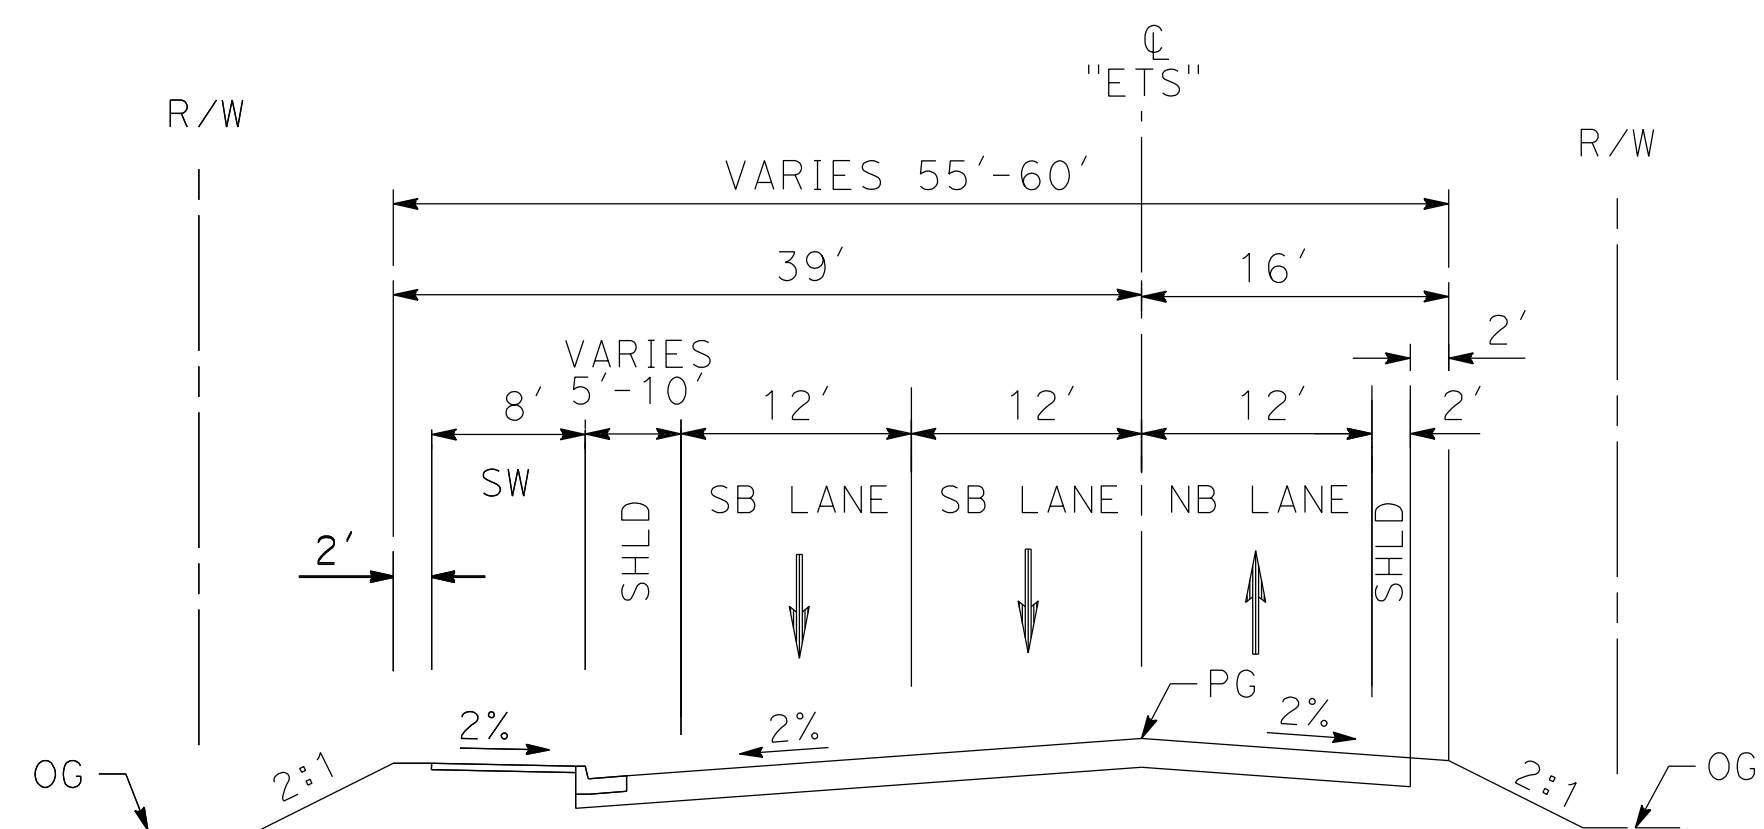 ℄
"ETS"
R/W
R/W
VARIES 55'-60'
39'
16'
2'
VARIES
5'-10'
8'
12'
12'
12'
2'
SW
SHLD
SB LANE
SB LANE
NB LANE
SHLD
2'
PG
2%
2%
2%
OG
2:1
2:1
OG